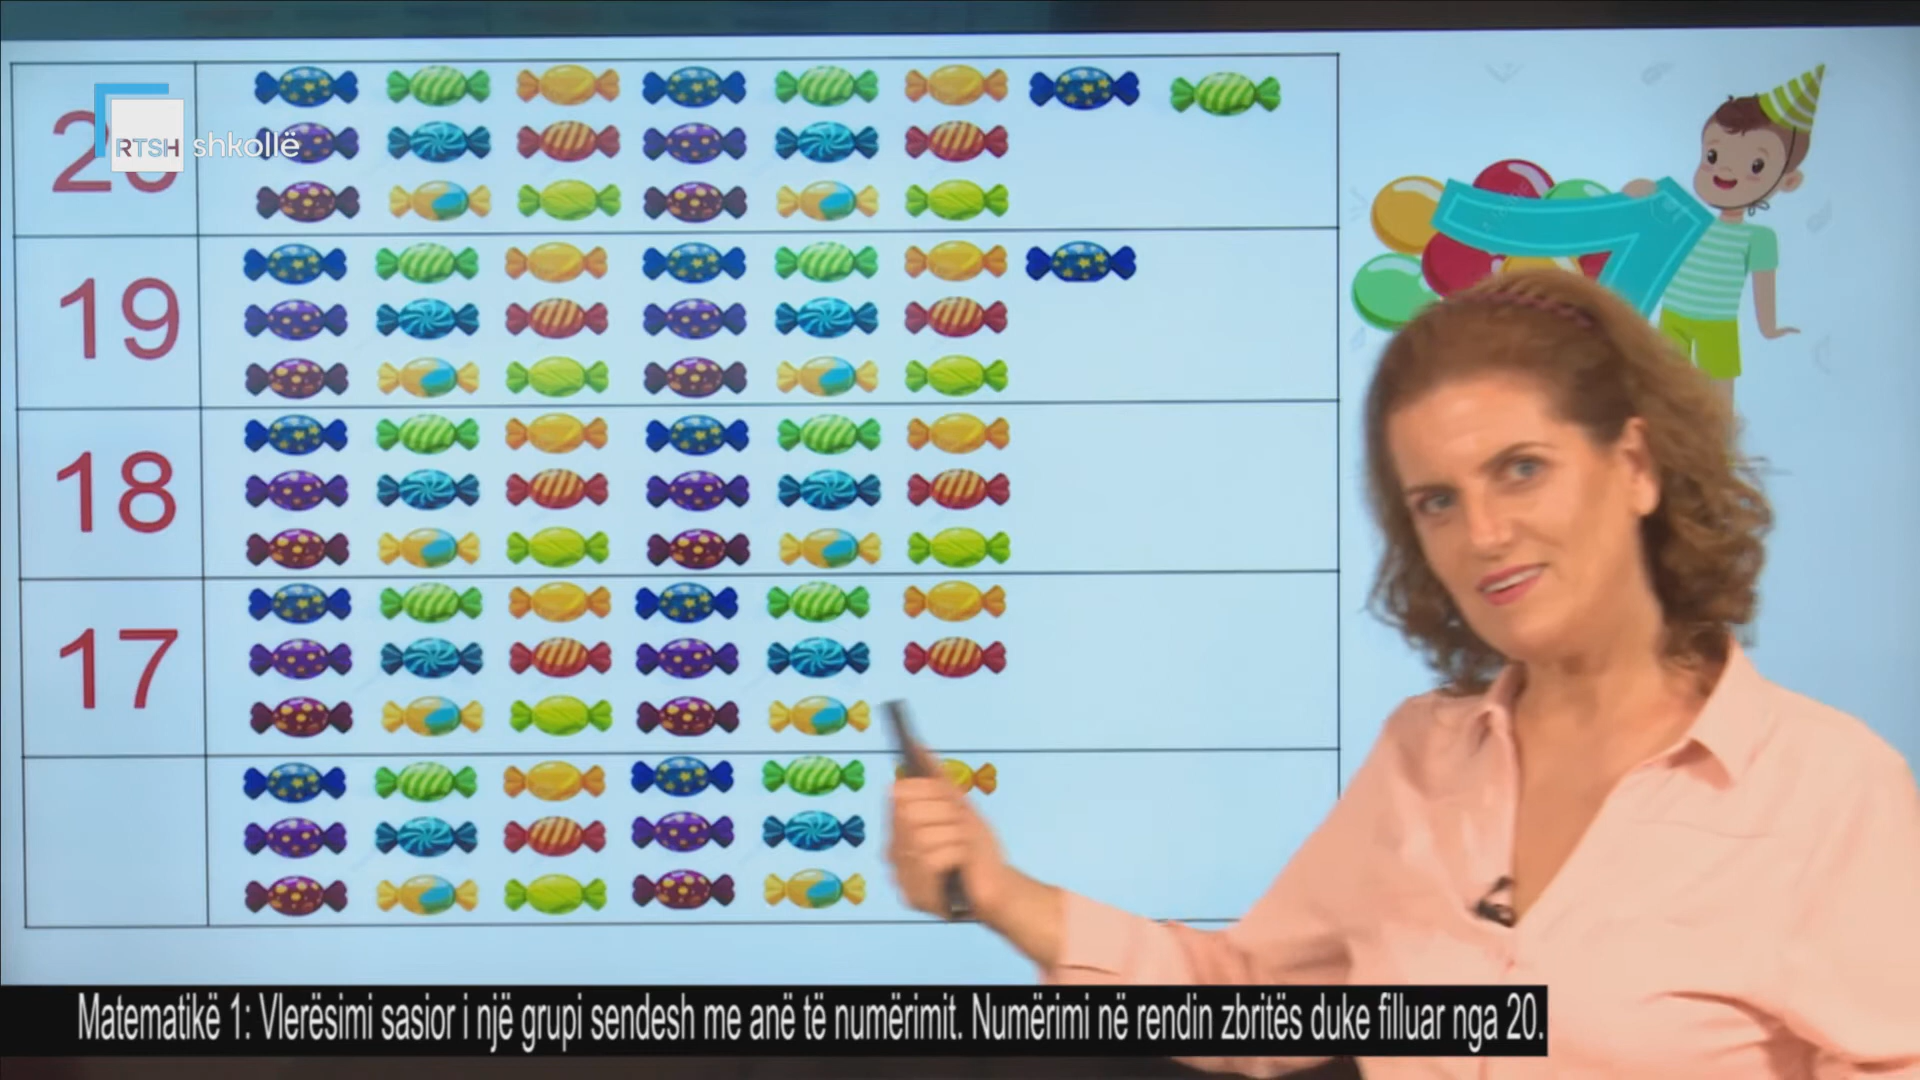 20
RTSH shkollë
19
18
17
Matematikë 1: Vlerësimi sasior i një grupi sendesh me anë të numërimit. Numërimi në rendin zbritës duke filluar nga 20.